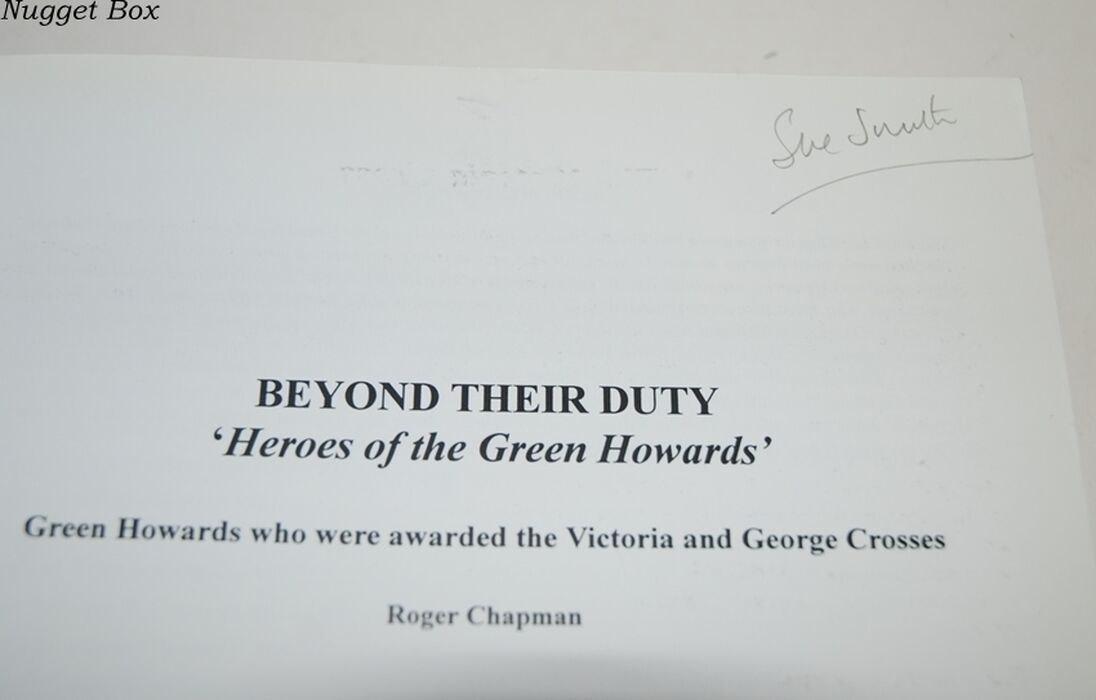 Nugget Box
Sue Smith
BEYOND THEIR DUTY
‘Heroes of the Green Howards’
Green Howards who were awarded the Victoria and George Crosses
Roger Chapman